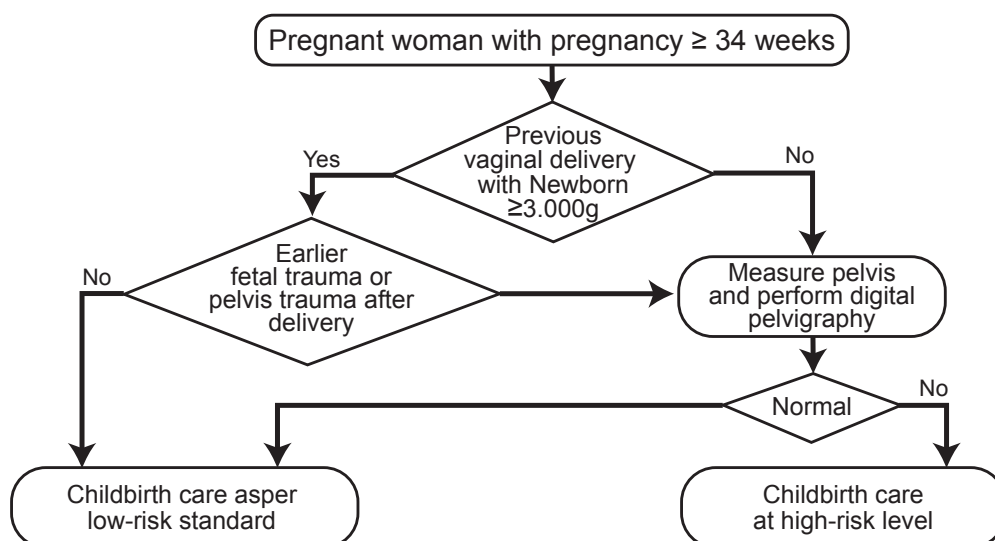 Pregnant woman with pregnancy ≥ 34 weeks
Previous
vaginal delivery
with Newborn
≥3.000g
Yes
No
Earlier
fetal trauma or
pelvis trauma after
delivery
No
Measure pelvis
and perform digital
pelvigraphy
Normal
No
Childbirth care asper
low-risk standard
Childbirth care
at high-risk level